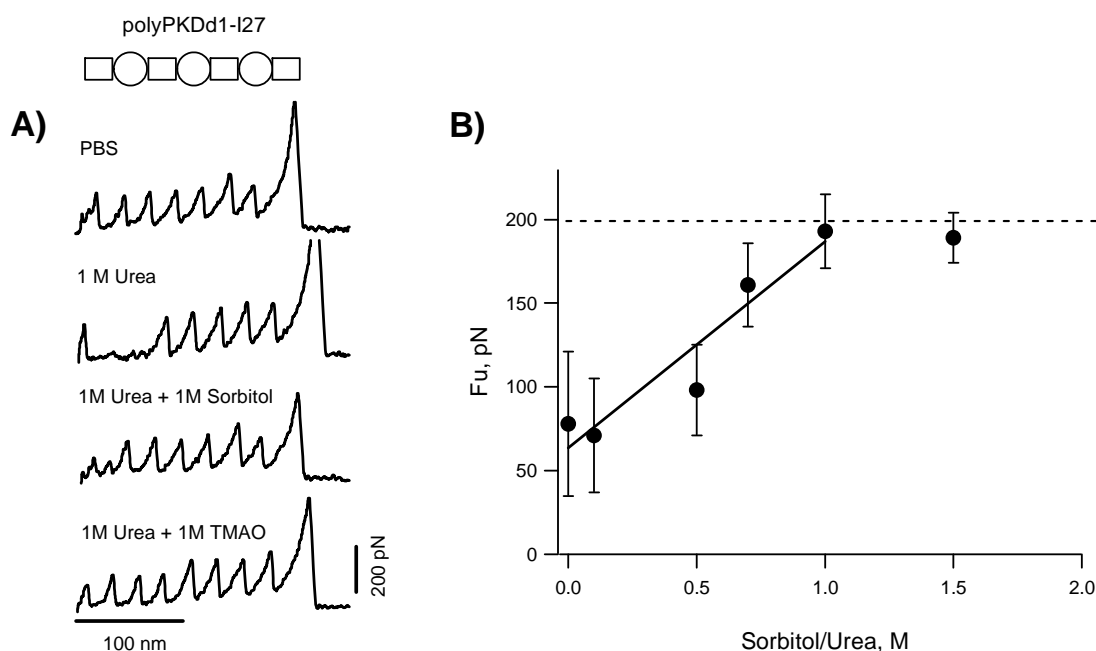 polyPKDd1-I27
A)
PBS
1 M Urea
1M Urea + 1M Sorbitol
1M Urea + 1M TMAO
200 pN
100 nm
B)
Fu, pN
200
150
100
50
0
0.0 0.5 1.0 1.5 2.0
Sorbitol/Urea, M